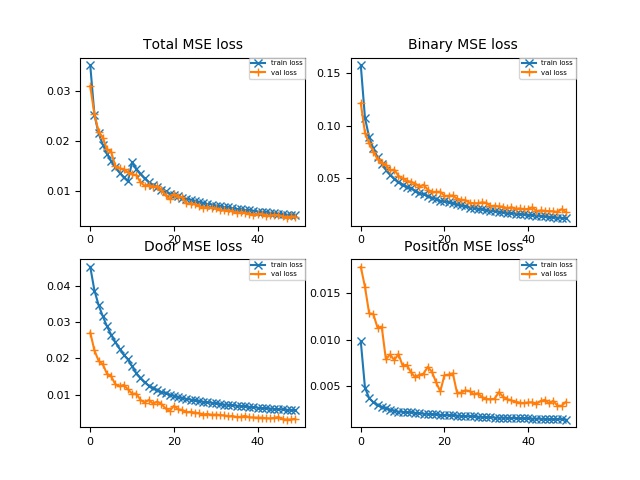 Total MSE loss
train loss
val loss
0.03
0.02
0.01
0 20 40
Binary MSE loss
train loss
val loss
0.15
0.10
0.05
0 20 40
Door MSE loss
train loss
val loss
0.04
0.03
0.02
0.01
0 20 40
Position MSE loss
train loss
val loss
0.015
0.010
0.005
0 20 40